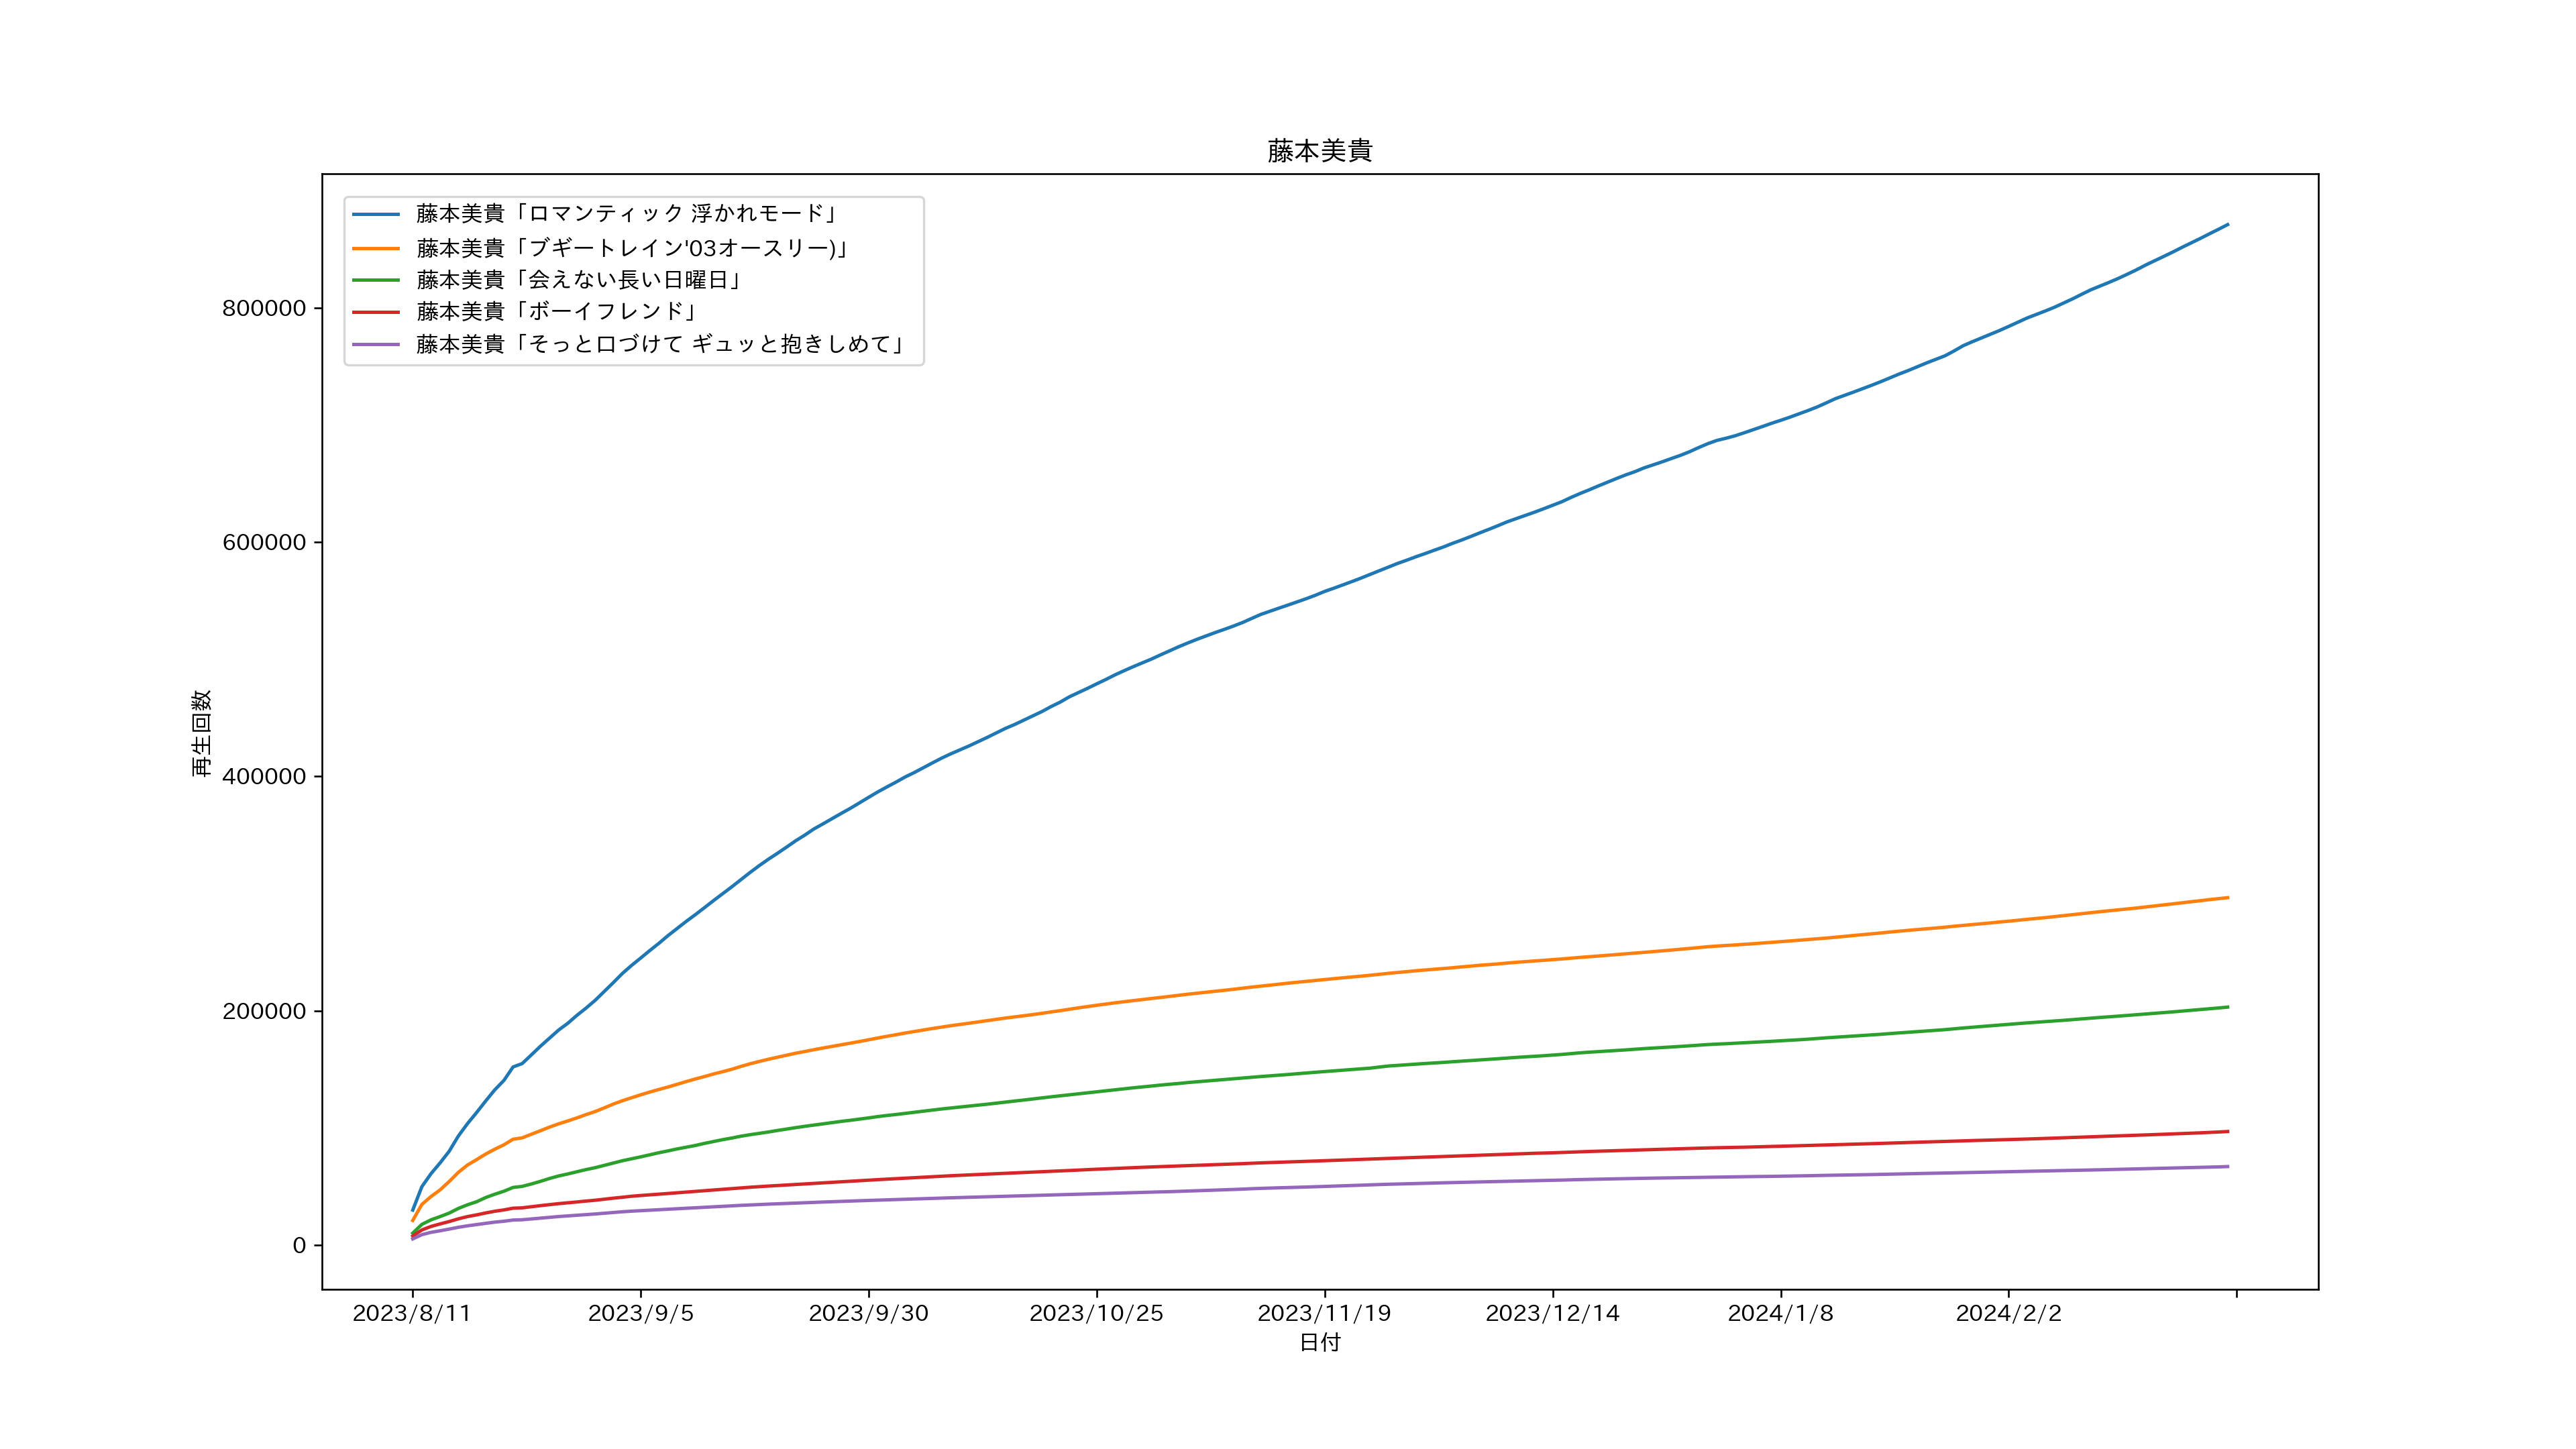 藤本美貴
藤本美貴「ロマンティック 浮かれモード」
藤本美貴「ブギートレイン'03オースリー)」
藤本美貴「会えない長い日曜日」
藤本美貴「ボーイフレンド」
藤本美貴「そっと口づけて ギュッと抱きしめて」
800000
600000
400000
200000
0
再生回数
2023/8/11 2023/9/5 2023/9/30 2023/10/25 2023/11/19 2023/12/14 2024/1/8 2024/2/2
日付